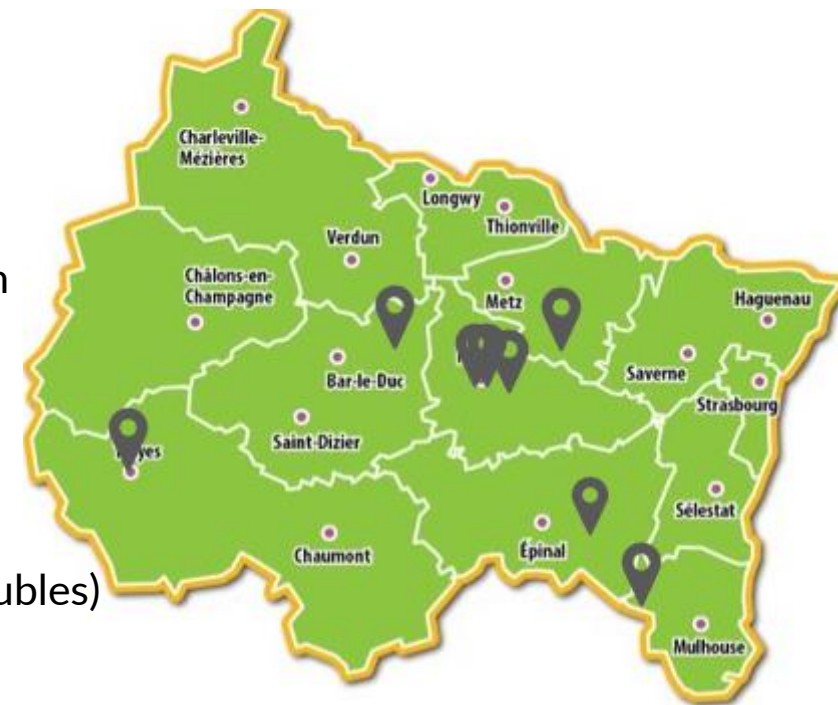 Charleville-
Mézières
Longwy
Thionville
Verdun
n
Châlons-en-
Champagne
Metz
Haguenau
Bar-le-Duc
Saverne
Strasbourg
Saint-Dizier
Sélestat
Chaumont
Épinal
ubles)
Mulhouse